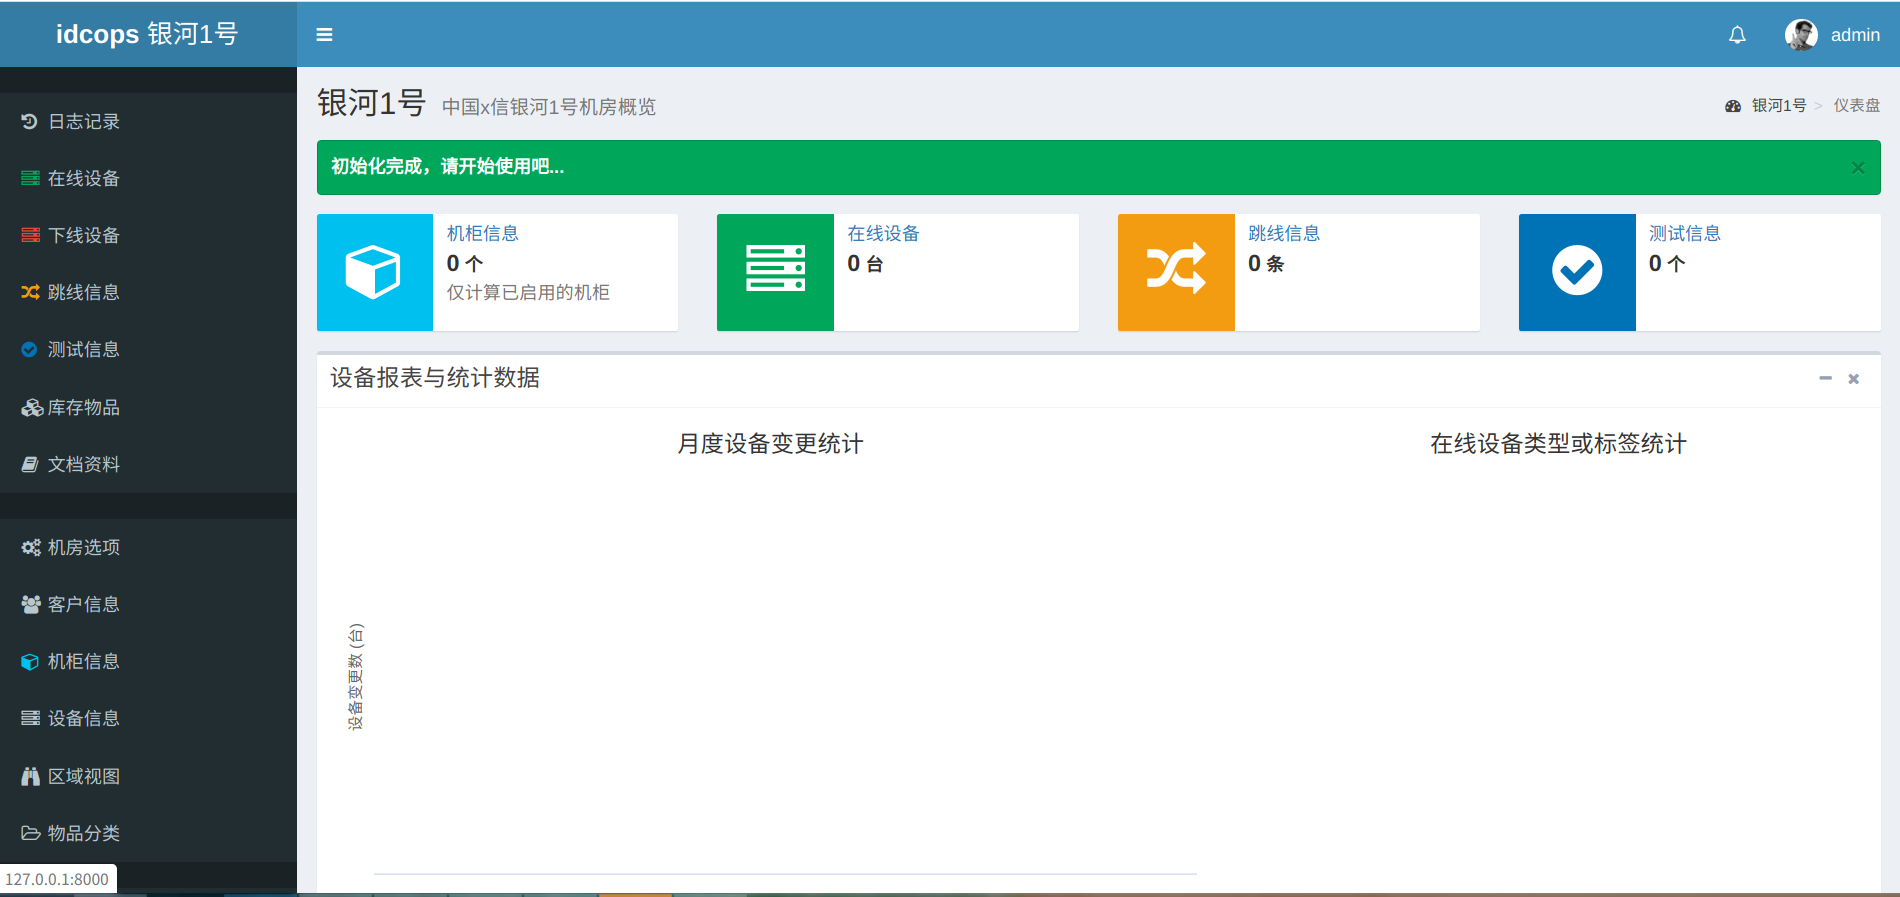 idcops 银河1号
admin
日志记录
在线设备
下线设备
跳线信息
测试信息
库存物品
文档资料
机房选项
客户信息
机柜信息
设备信息
区域视图
物品分类
127.0.0.1:8000
银河1号 中国x信银河1号机房概览
银河1号 > 仪表盘
初始化完成，请开始使用吧...
×
机柜信息
0 个
仅计算已启用的机柜
在线设备
0 台
跳线信息
0 条
测试信息
0 个
设备报表与统计数据
月度设备变更统计
在线设备类型或标签统计
设备变更数 (台)